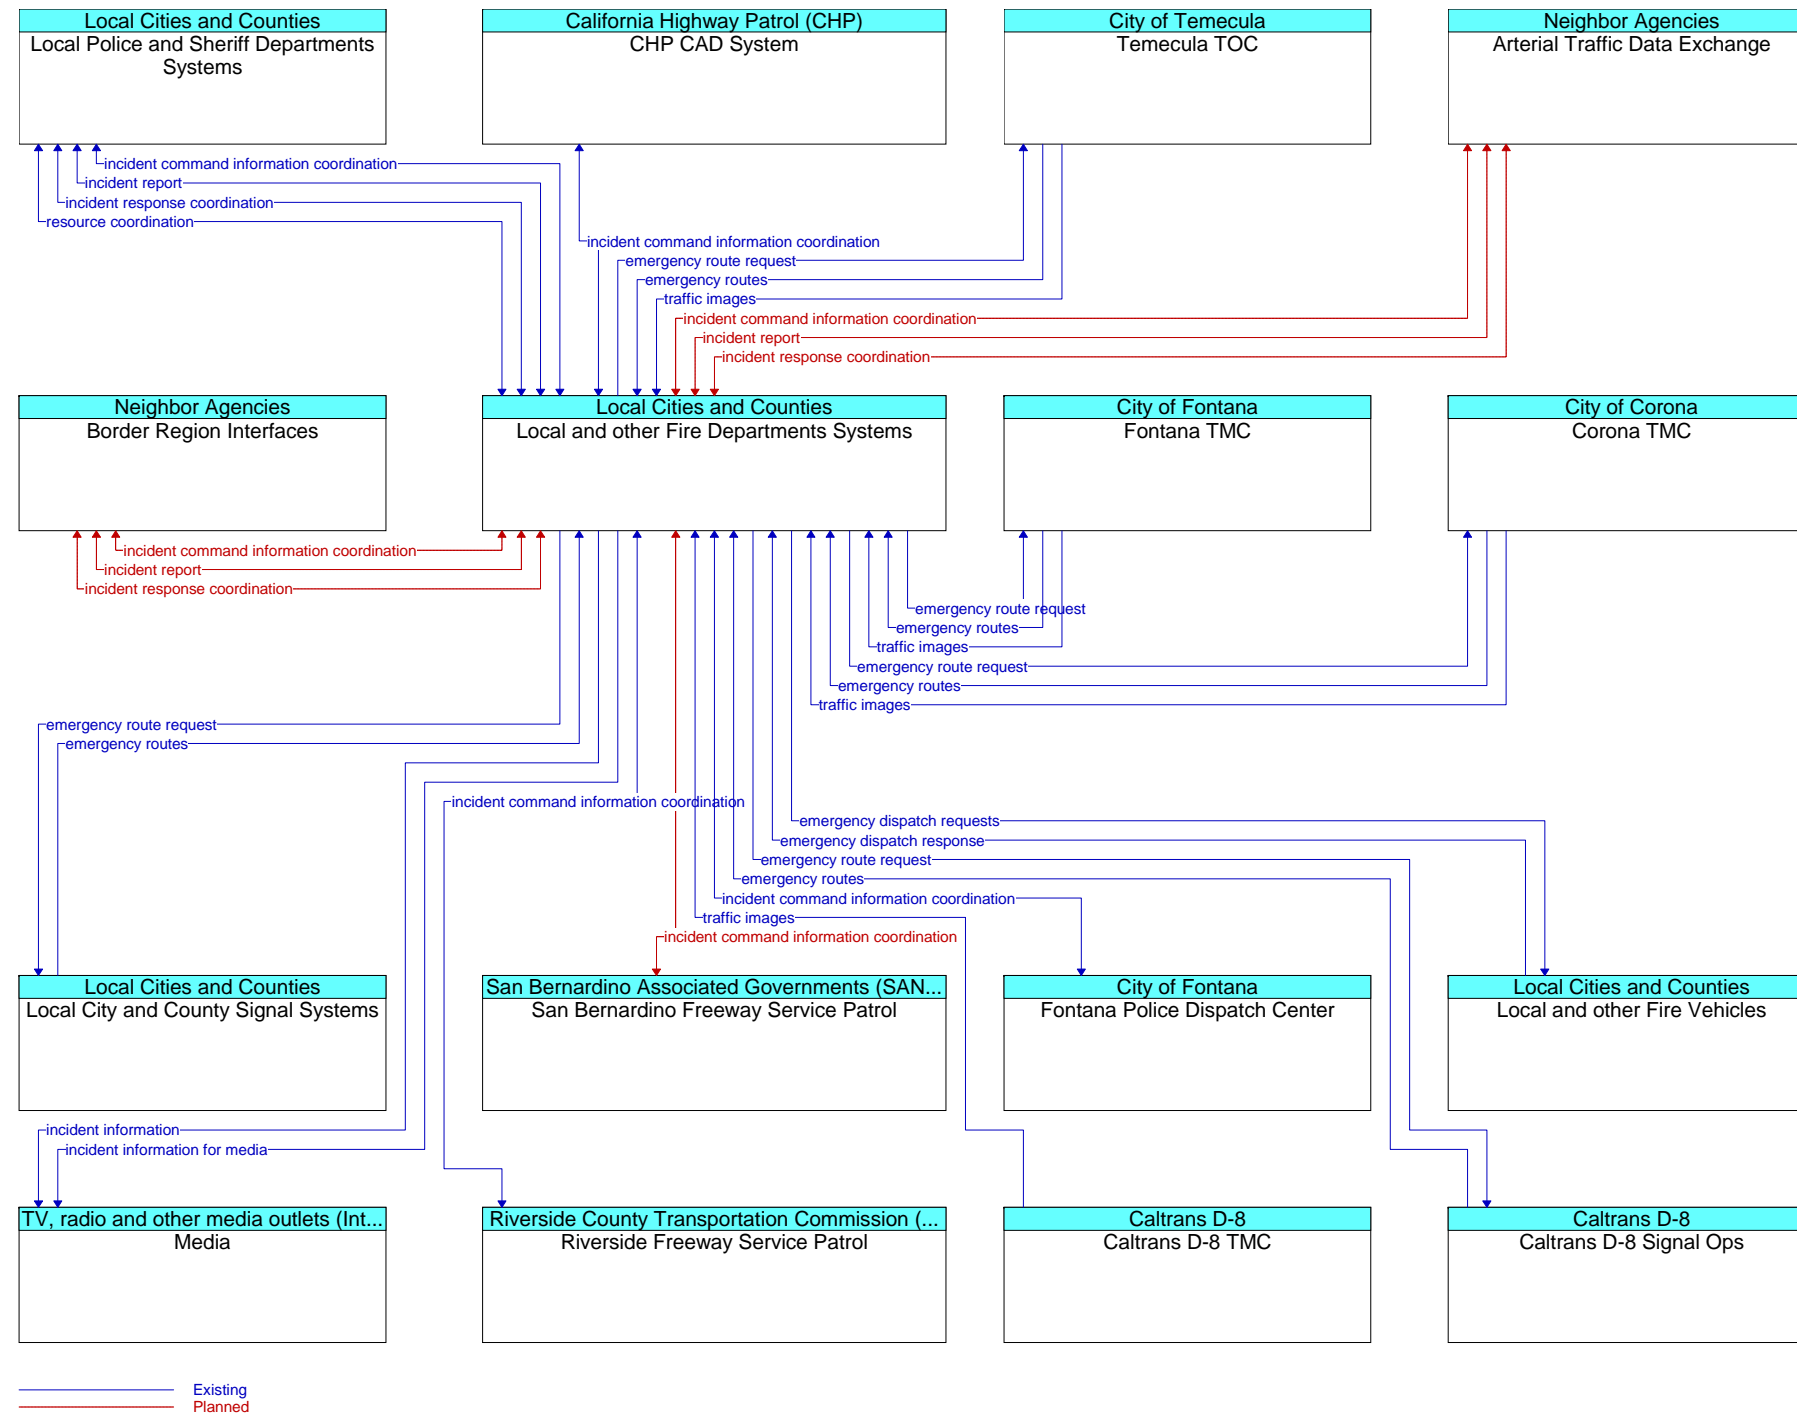 Local Cities and Counties
Local Police and Sheriff Departments
Systems
California Highway Patrol (CHP)
CHP CAD System
City of Temecula
Temecula TOC
Neighbor Agencies
Arterial Traffic Data Exchange
incident command information coordination
incident report
incident response coordination
resource coordination
incident command information coordination
emergency route request
emergency routes
traffic images
incident command information coordination
incident report
incident response coordination
Neighbor Agencies
Border Region Interfaces
Local Cities and Counties
Local and other Fire Departments Systems
City of Fontana
Fontana TMC
City of Corona
Corona TMC
incident command information coordination
incident report
incident response coordination
emergency route request
emergency routes
traffic images
emergency route request
emergency routes
traffic images
emergency route request
emergency routes
incident command information coordination
emergency dispatch requests
emergency dispatch response
emergency route request
emergency routes
incident command information coordination
traffic images
incident command information coordination
Local Cities and Counties
Local City and County Signal Systems
San Bernardino Associated Governments (SAN...
San Bernardino Freeway Service Patrol
City of Fontana
Fontana Police Dispatch Center
Local Cities and Counties
Local and other Fire Vehicles
incident information
incident information for media
TV, radio and other media outlets (Int...
Media
Riverside County Transportation Commission (...
Riverside Freeway Service Patrol
Caltrans D-8
Caltrans D-8 TMC
Caltrans D-8
Caltrans D-8 Signal Ops
Existing
Planned